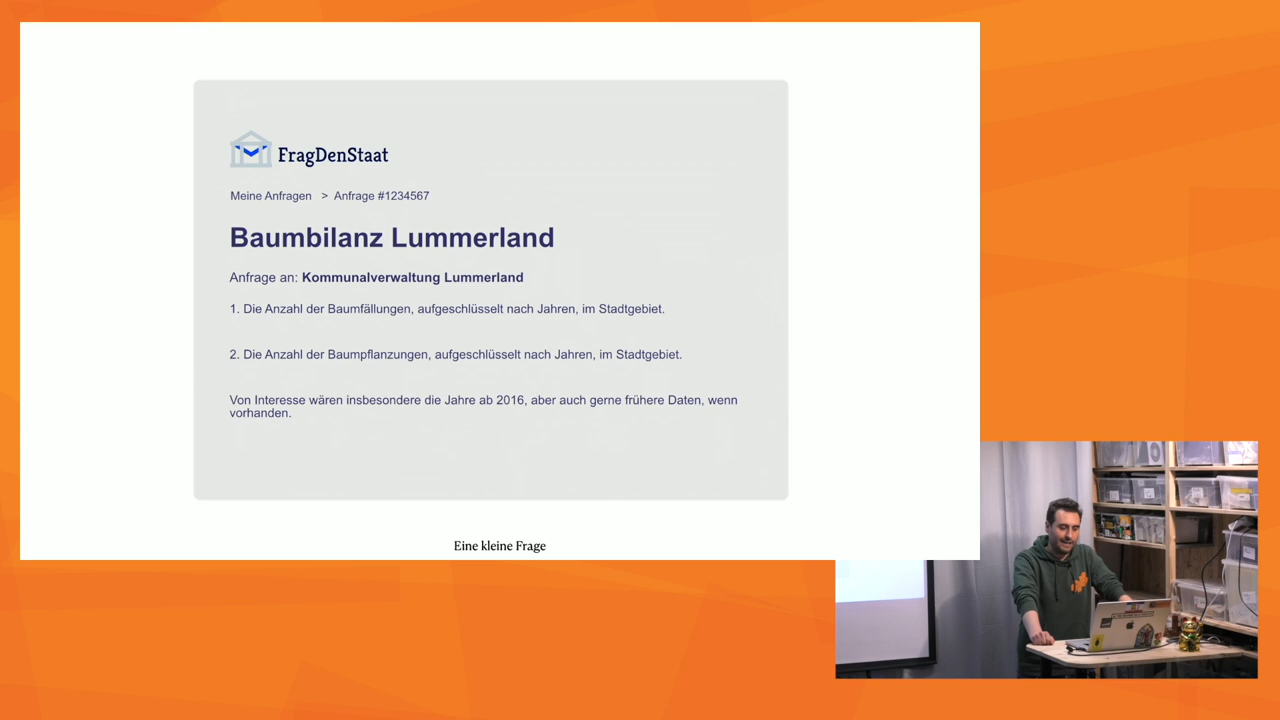 FragDenStaat
Meine Anfragen > Anfrage #1234567
Baumbilanz Lummerland
Anfrage an: Kommunalverwaltung Lummerland
1. Die Anzahl der Baumfällungen, aufgeschlüsselt nach Jahren, im Stadtgebiet.
2. Die Anzahl der Baumpflanzungen, aufgeschlüsselt nach Jahren, im Stadtgebiet.
Von Interesse wären insbesondere die Jahre ab 2016, aber auch gerne frühere Daten, wenn
vorhanden.
Eine kleine Frage